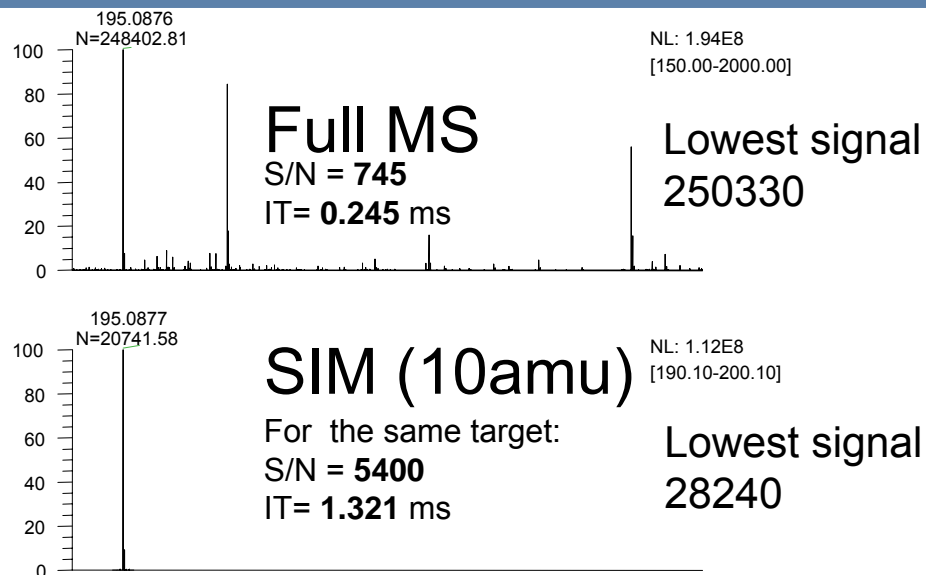 195.0876
N=248402.81
NL: 1.94E8
[150.00-2000.00]
100
80
60
40
20
0
Full MS
S/N = 745
IT= 0.245 ms
Lowest signal
250330
195.0877
N=20741.58
NL: 1.12E8
[190.10-200.10]
100
80
60
40
20
0
SIM (10amu)
For the same target:
S/N = 5400
IT= 1.321 ms
Lowest signal
28240